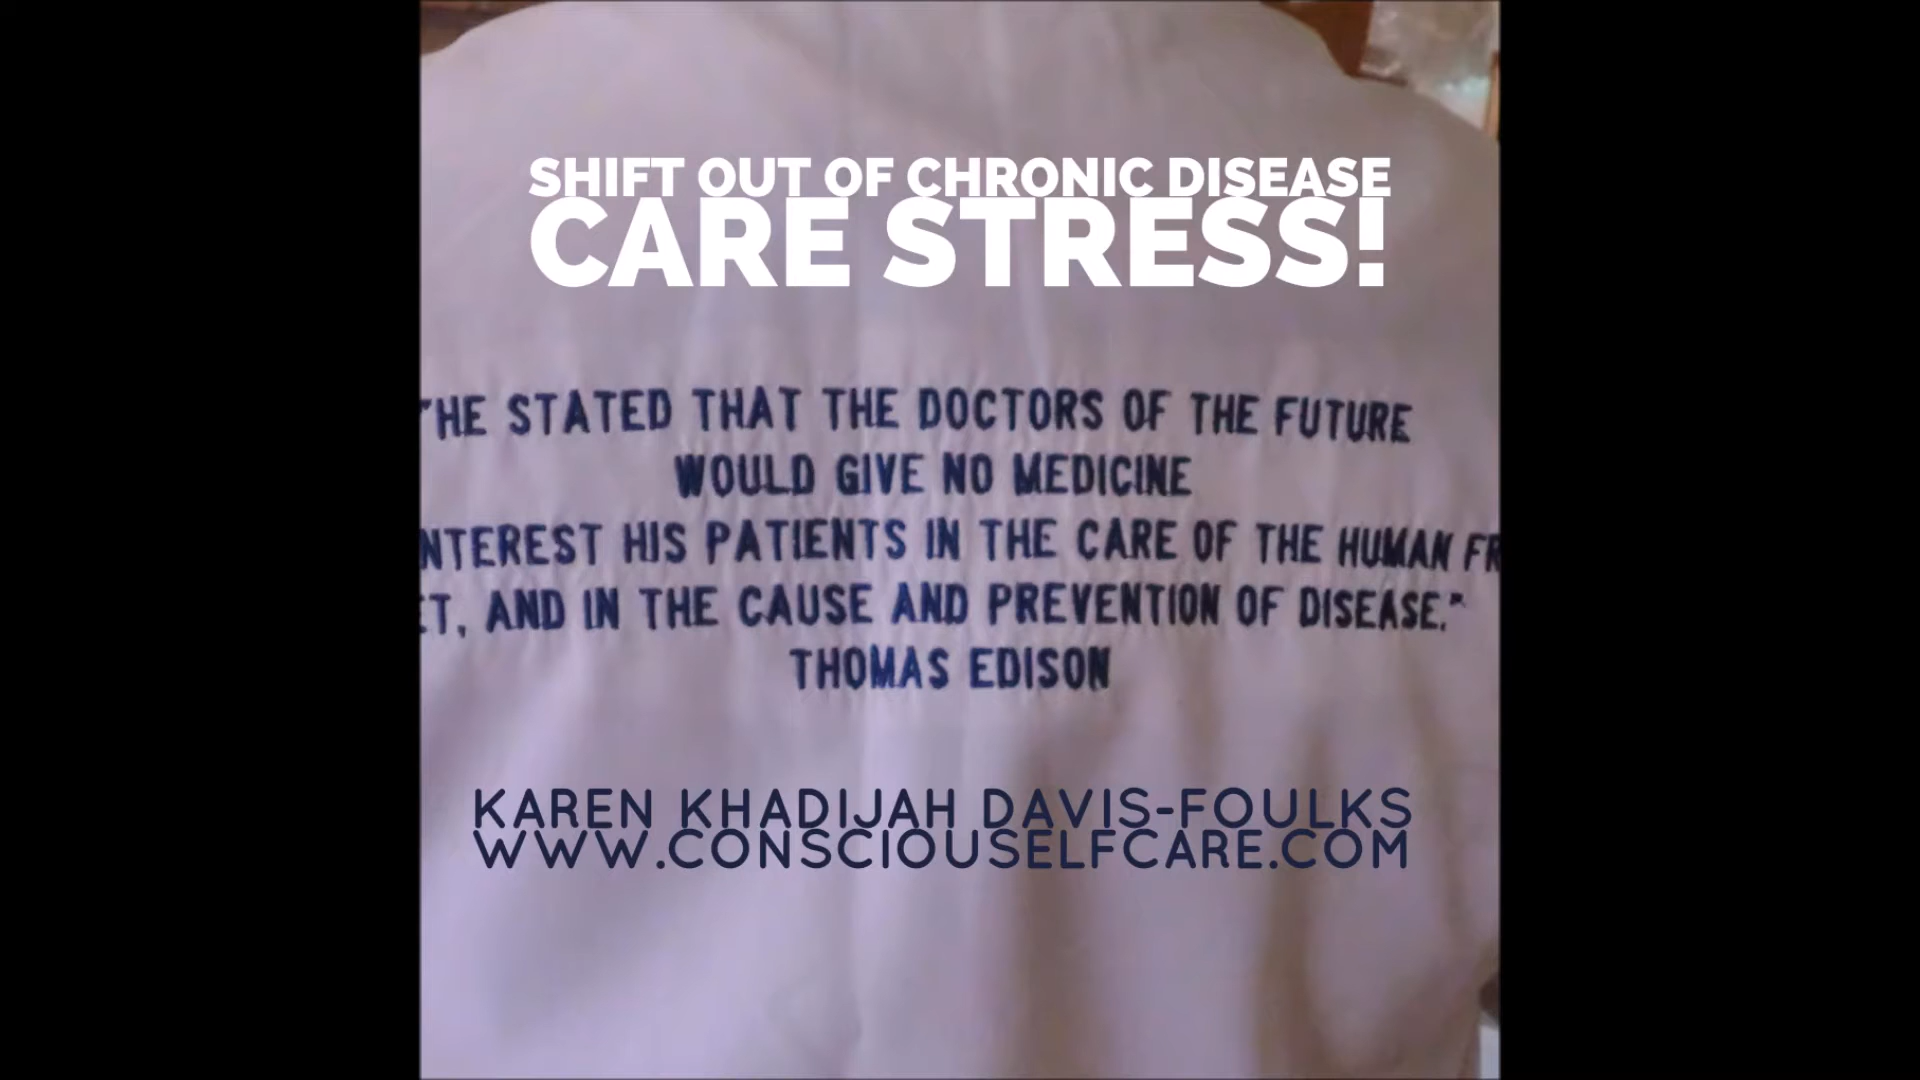 SHIFT OUT OF CHRONIC DISEASE
CARE STRESS!
"HE STATED THAT THE DOCTORS OF THE FUTURE
WOULD GIVE NO MEDICINE
NTEREST HIS PATIENTS IN THE CARE OF THE HUMAN FR
ET, AND IN THE CAUSE AND PREVENTION OF DISEASE."
THOMAS EDISON
KAREN KHADIJAH DAVIS-FOULKS
WWW.CONSCIOUSELFCARE.COM